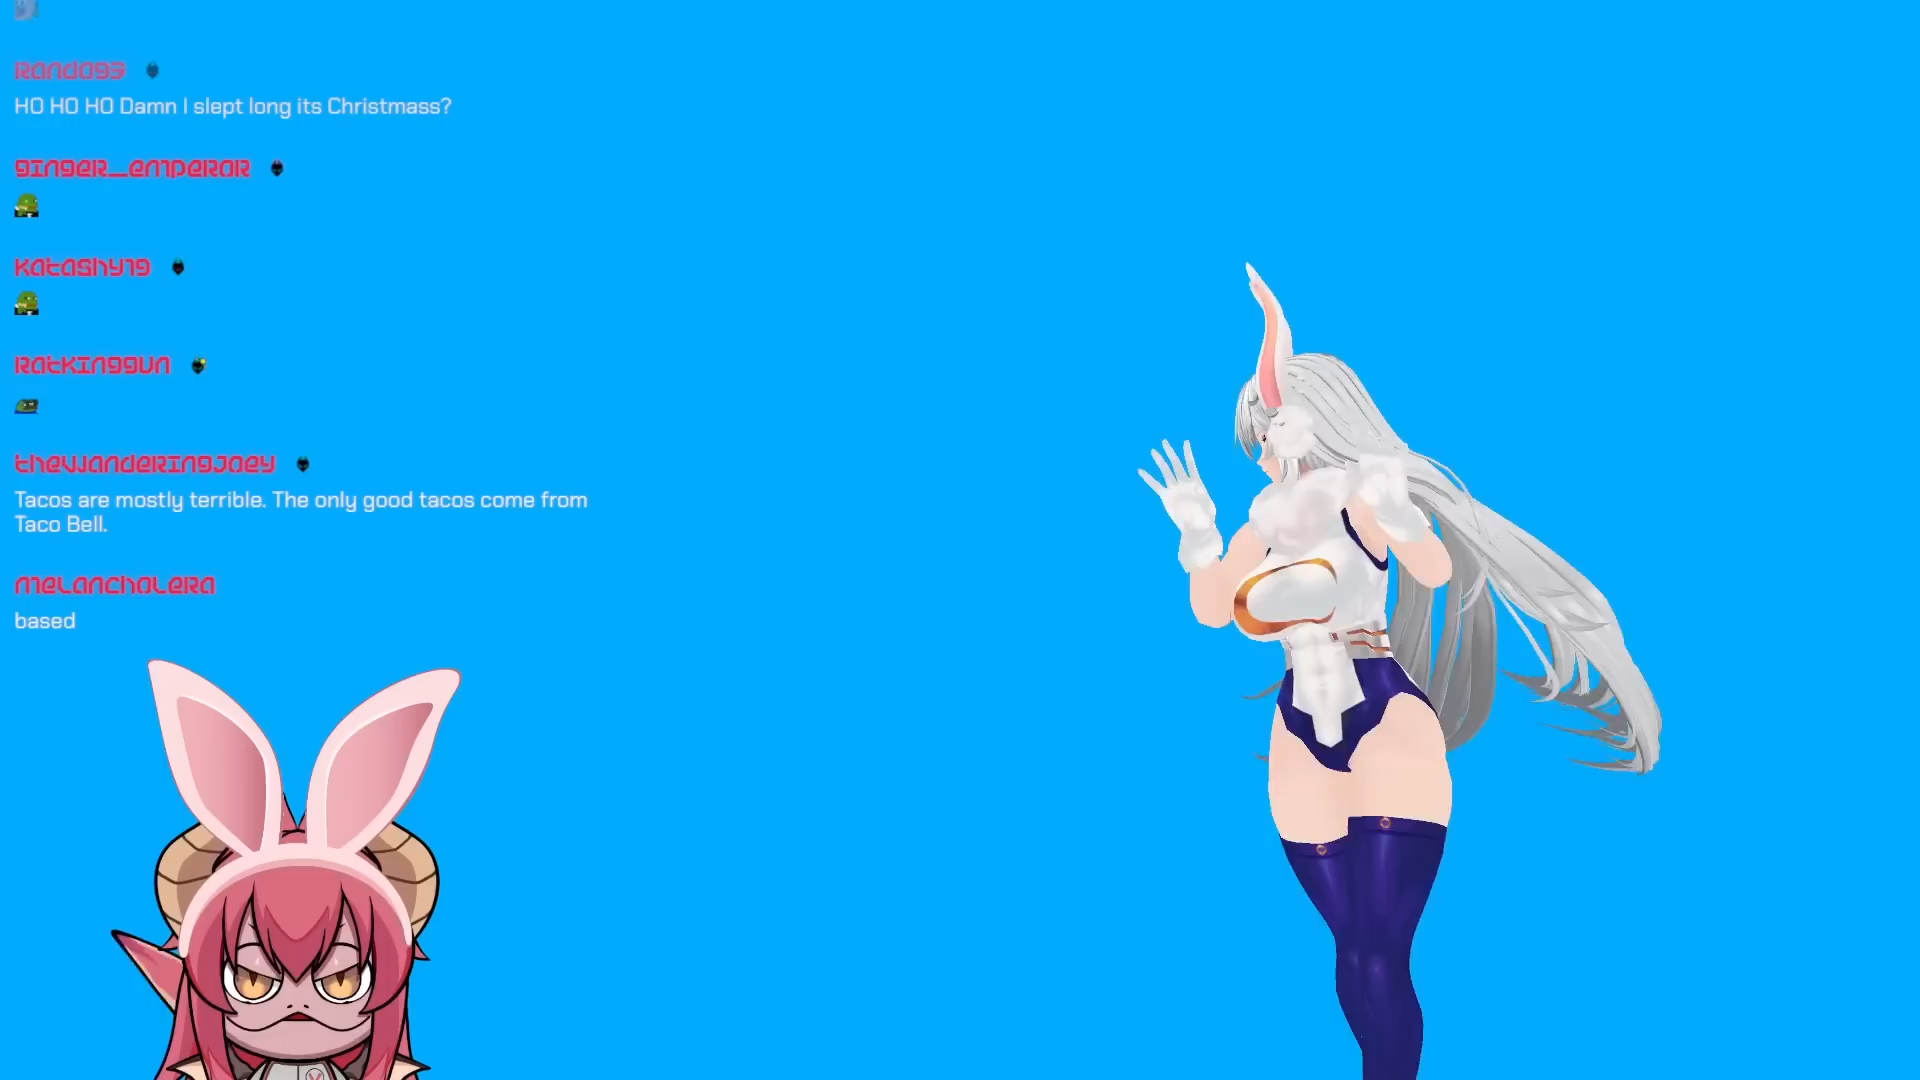 Randa93
HO HO HO Damn I slept long its Christmass?
ginger_emperor
Katashy19
RatKinggun
thewanderingjoey
Tacos are mostly terrible. The only good tacos come from
Taco Bell.
melancholera
based